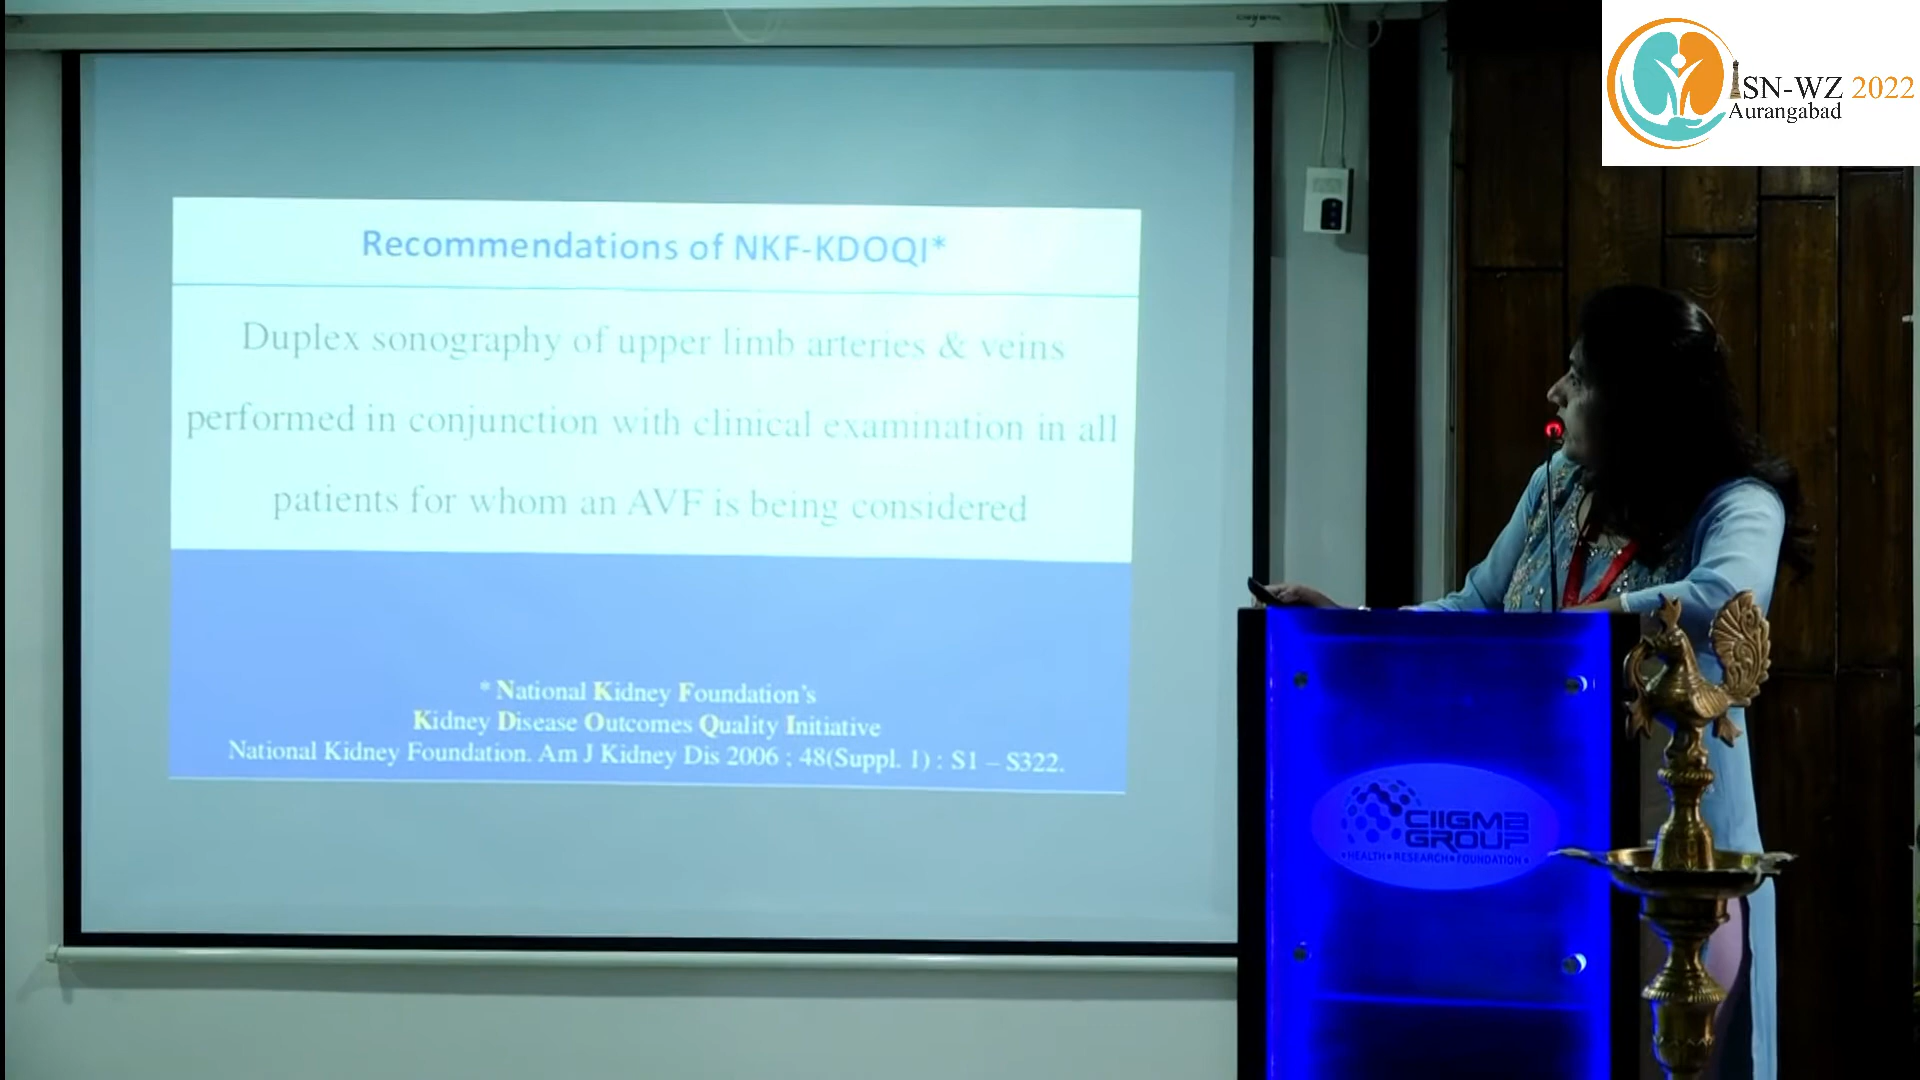 ISN-WZ 2022
Aurangabad
Recommendations of NKF-KDOQI*
Duplex sonography of upper limb arteries & veins
performed in conjunction with clinical examination in all
patients for whom an AVF is being considered
* National Kidney Foundation's
Kidney Disease Outcomes Quality Initiative
National Kidney Foundation. Am J Kidney Dis 2006 ; 48(Suppl. 1) : S1 – S322.
CIIGMA
GROUP
•HEALTH•RESEARCH•FOUNDATION•